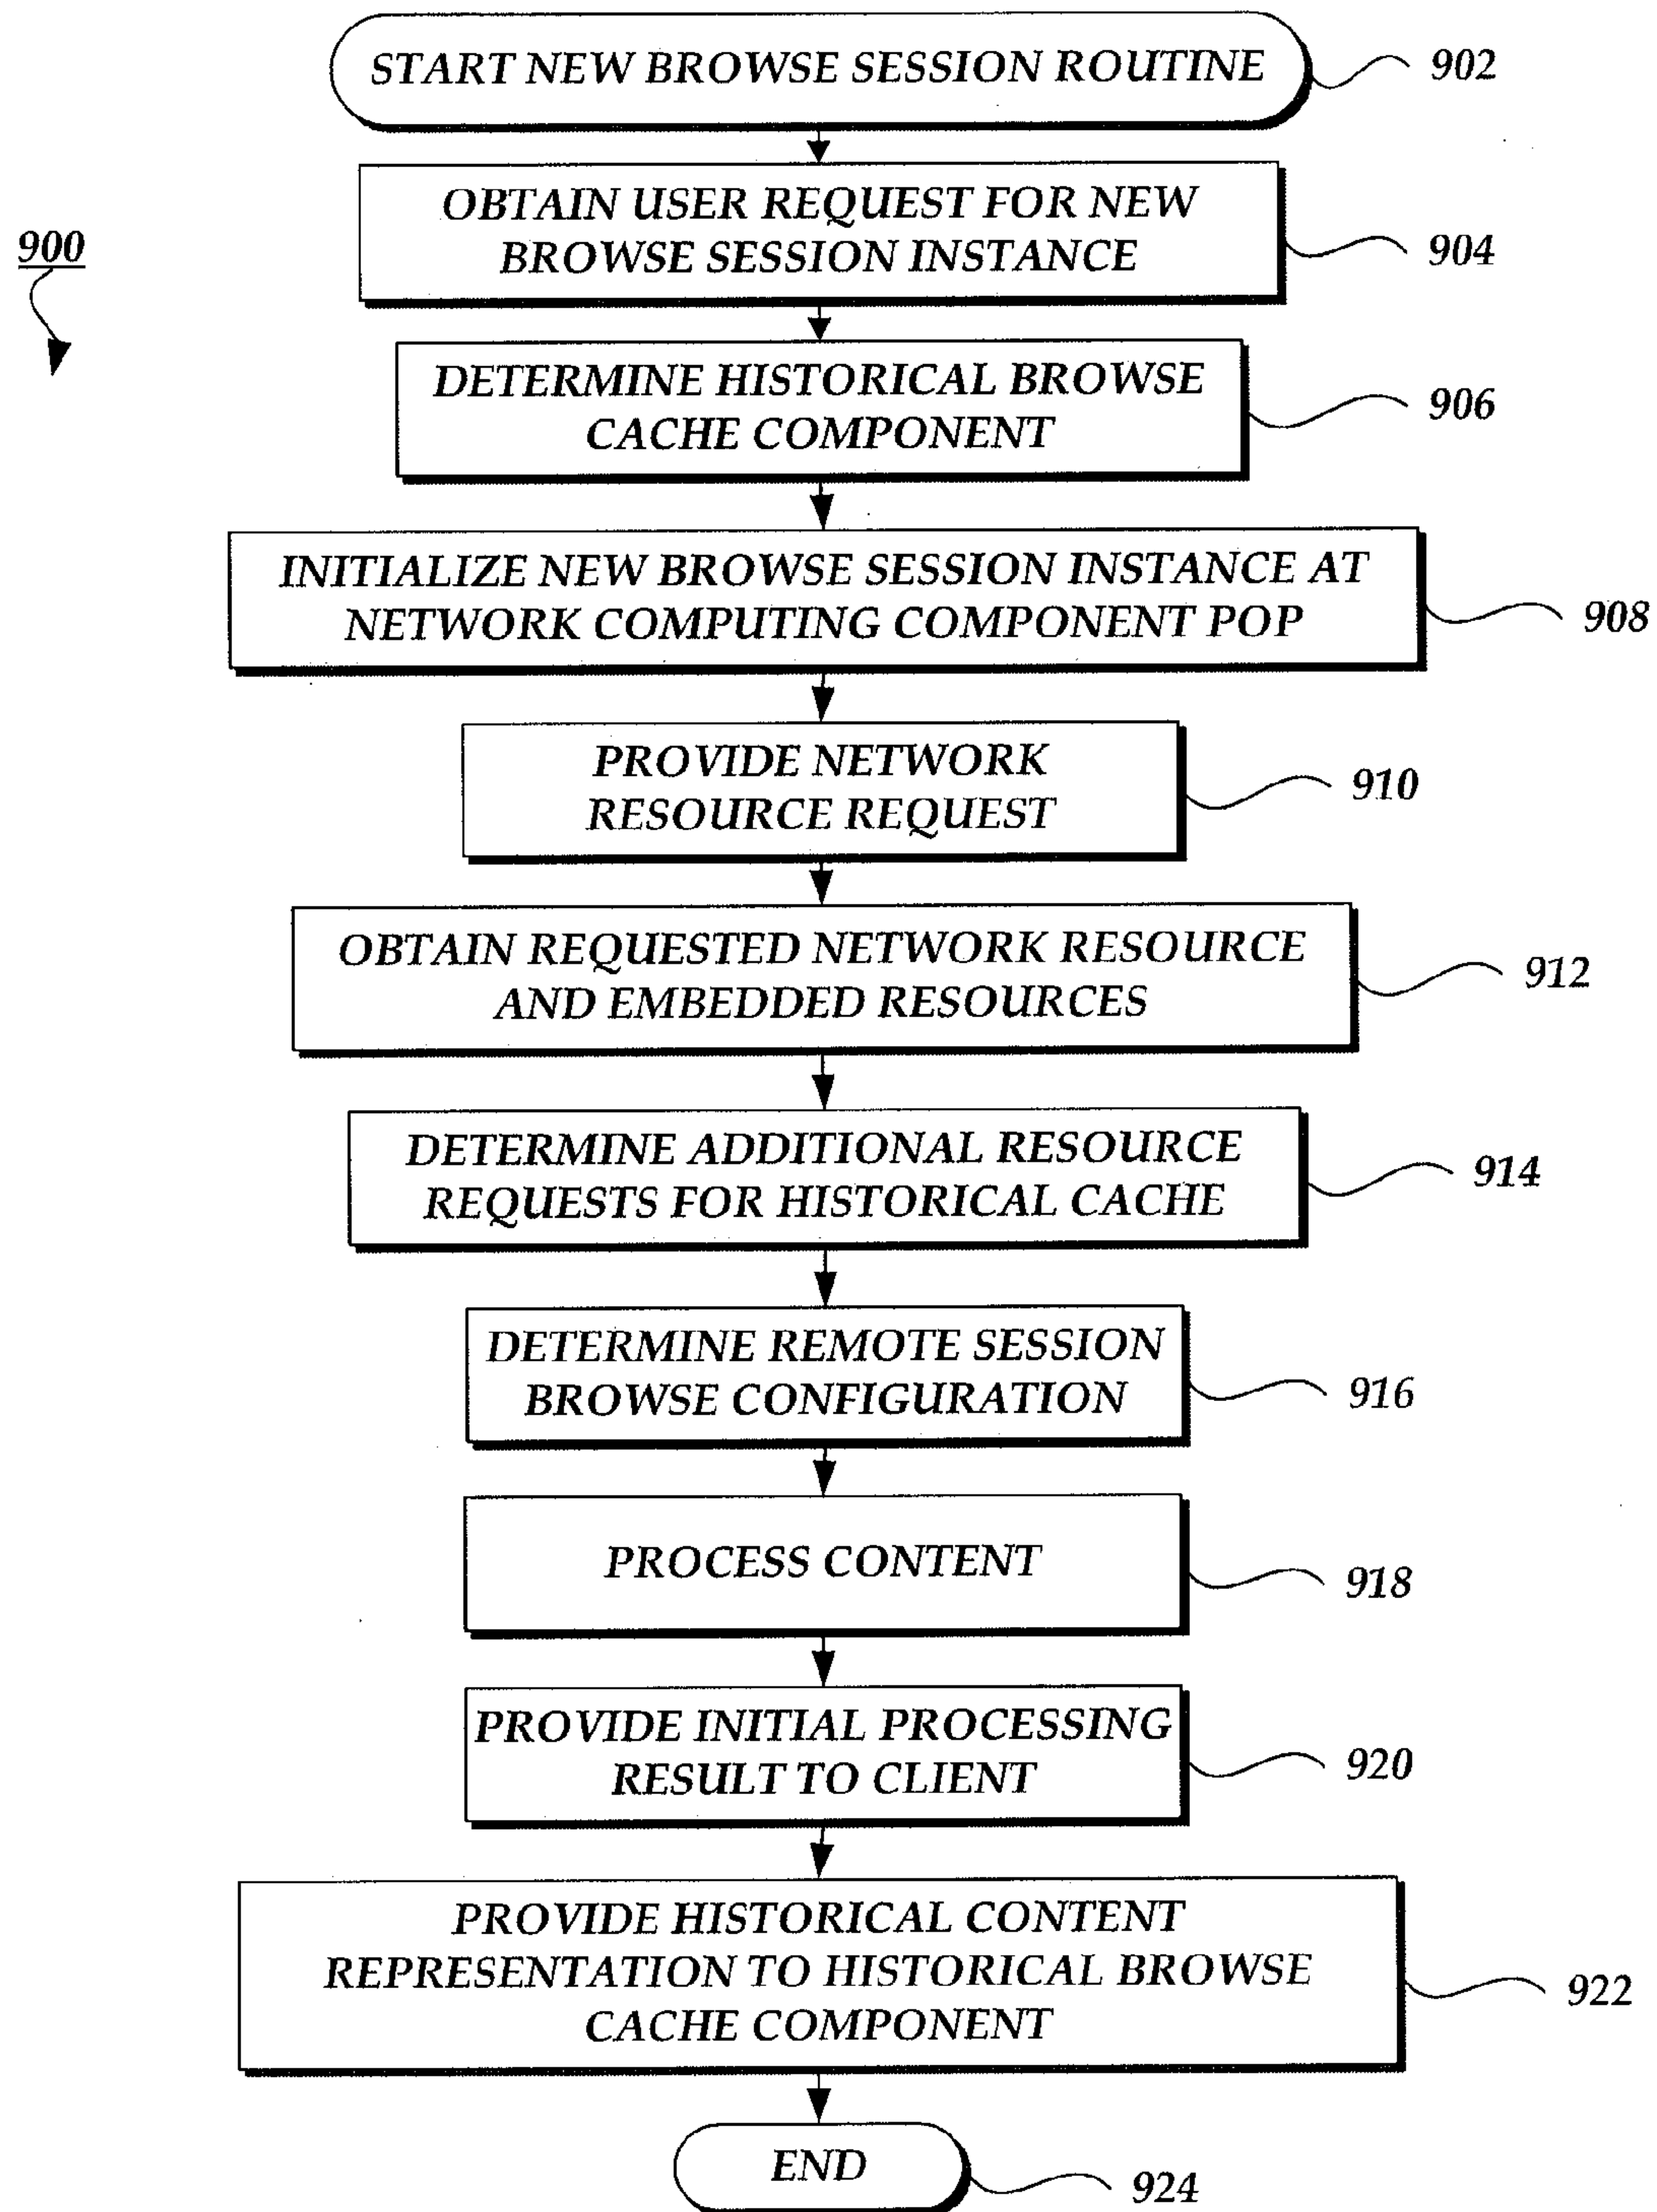 START NEW BROWSE SESSION ROUTINE
902
900
OBTAIN USER REQUEST FOR NEW
BROWSE SESSION INSTANCE
904
DETERMINE HISTORICAL BROWSE
CACHE COMPONENT
906
INITIALIZE NEW BROWSE SESSION INSTANCE AT
NETWORK COMPUTING COMPONENT POP
908
PROVIDE NETWORK
RESOURCE REQUEST
910
OBTAIN REQUESTED NETWORK RESOURCE
AND EMBEDDED RESOURCES
912
DETERMINE ADDITIONAL RESOURCE
REQUESTS FOR HISTORICAL CACHE
914
DETERMINE REMOTE SESSION
BROWSE CONFIGURATION
916
PROCESS CONTENT
918
PROVIDE INITIAL PROCESSING
RESULT TO CLIENT
920
PROVIDE HISTORICAL CONTENT
REPRESENTATION TO HISTORICAL BROWSE
CACHE COMPONENT
922
END
924